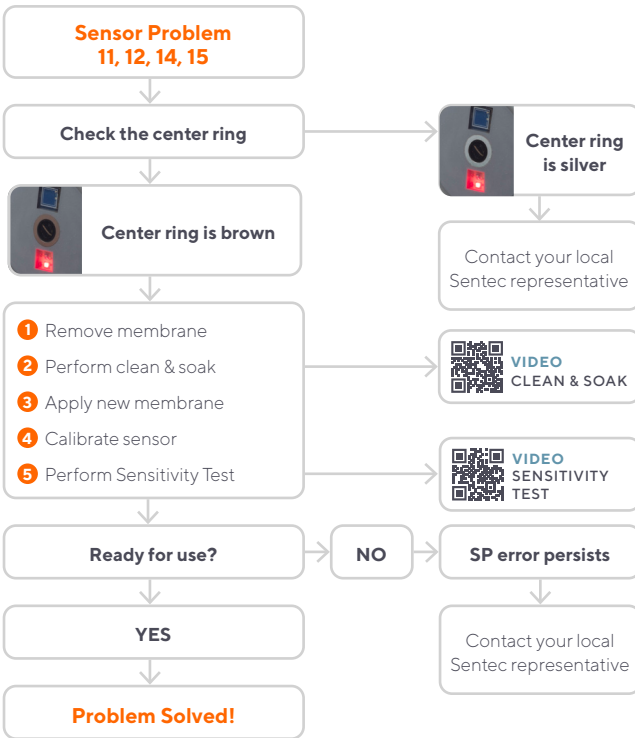 Sensor Problem
11, 12, 14, 15
Check the center ring
Center ring
is silver
Center ring is brown
Contact your local
Sentec representative
1 Remove membrane
2 Perform clean & soak
3 Apply new membrane
4 Calibrate sensor
5 Perform Sensitivity Test
VIDEO
CLEAN & SOAK
VIDEO
SENSITIVITY
TEST
Ready for use?
NO
SP error persists
YES
Contact your local
Sentec representative
Problem Solved!